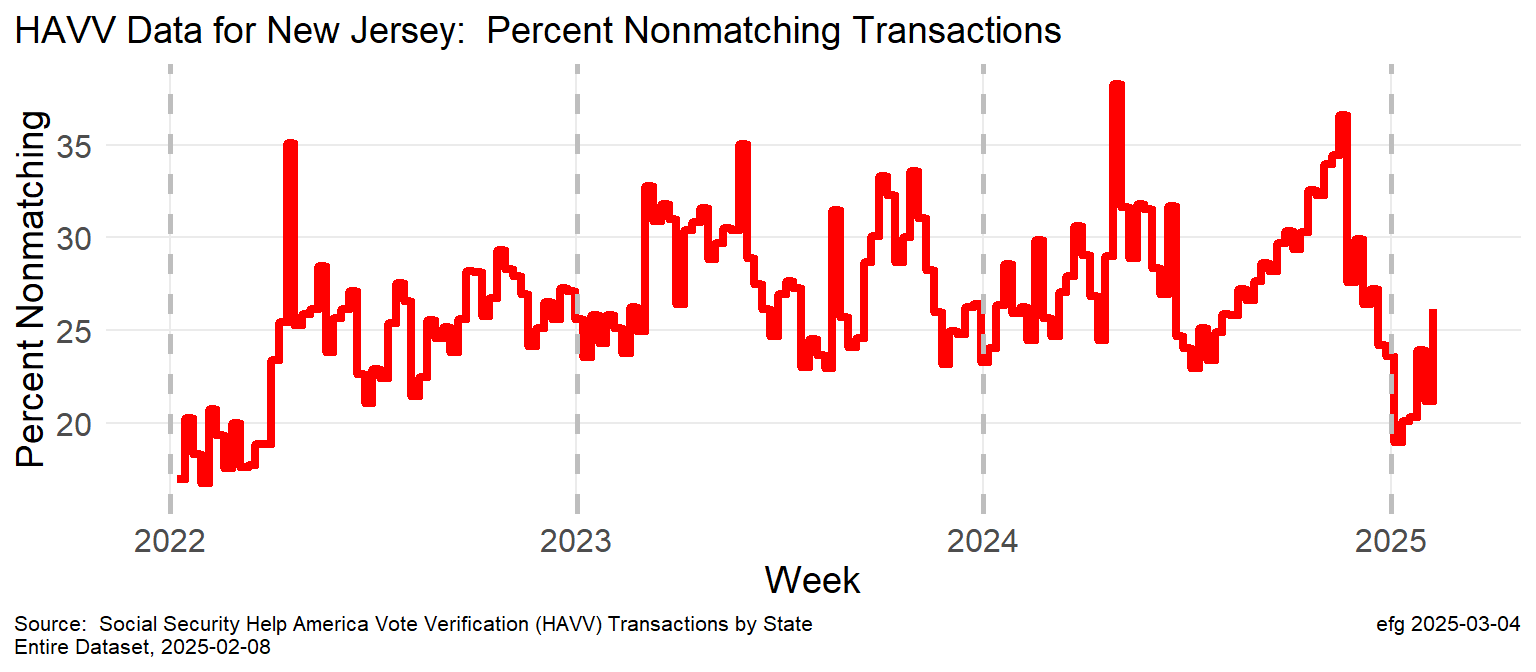 HAVV Data for New Jersey:  Percent Nonmatching Transactions
Percent Nonmatching
35
30
25
20
2022 2023 2024 2025
Week
Source:  Social Security Help America Vote Verification (HAVV) Transactions by State
Entire Dataset, 2025-02-08
efg 2025-03-04